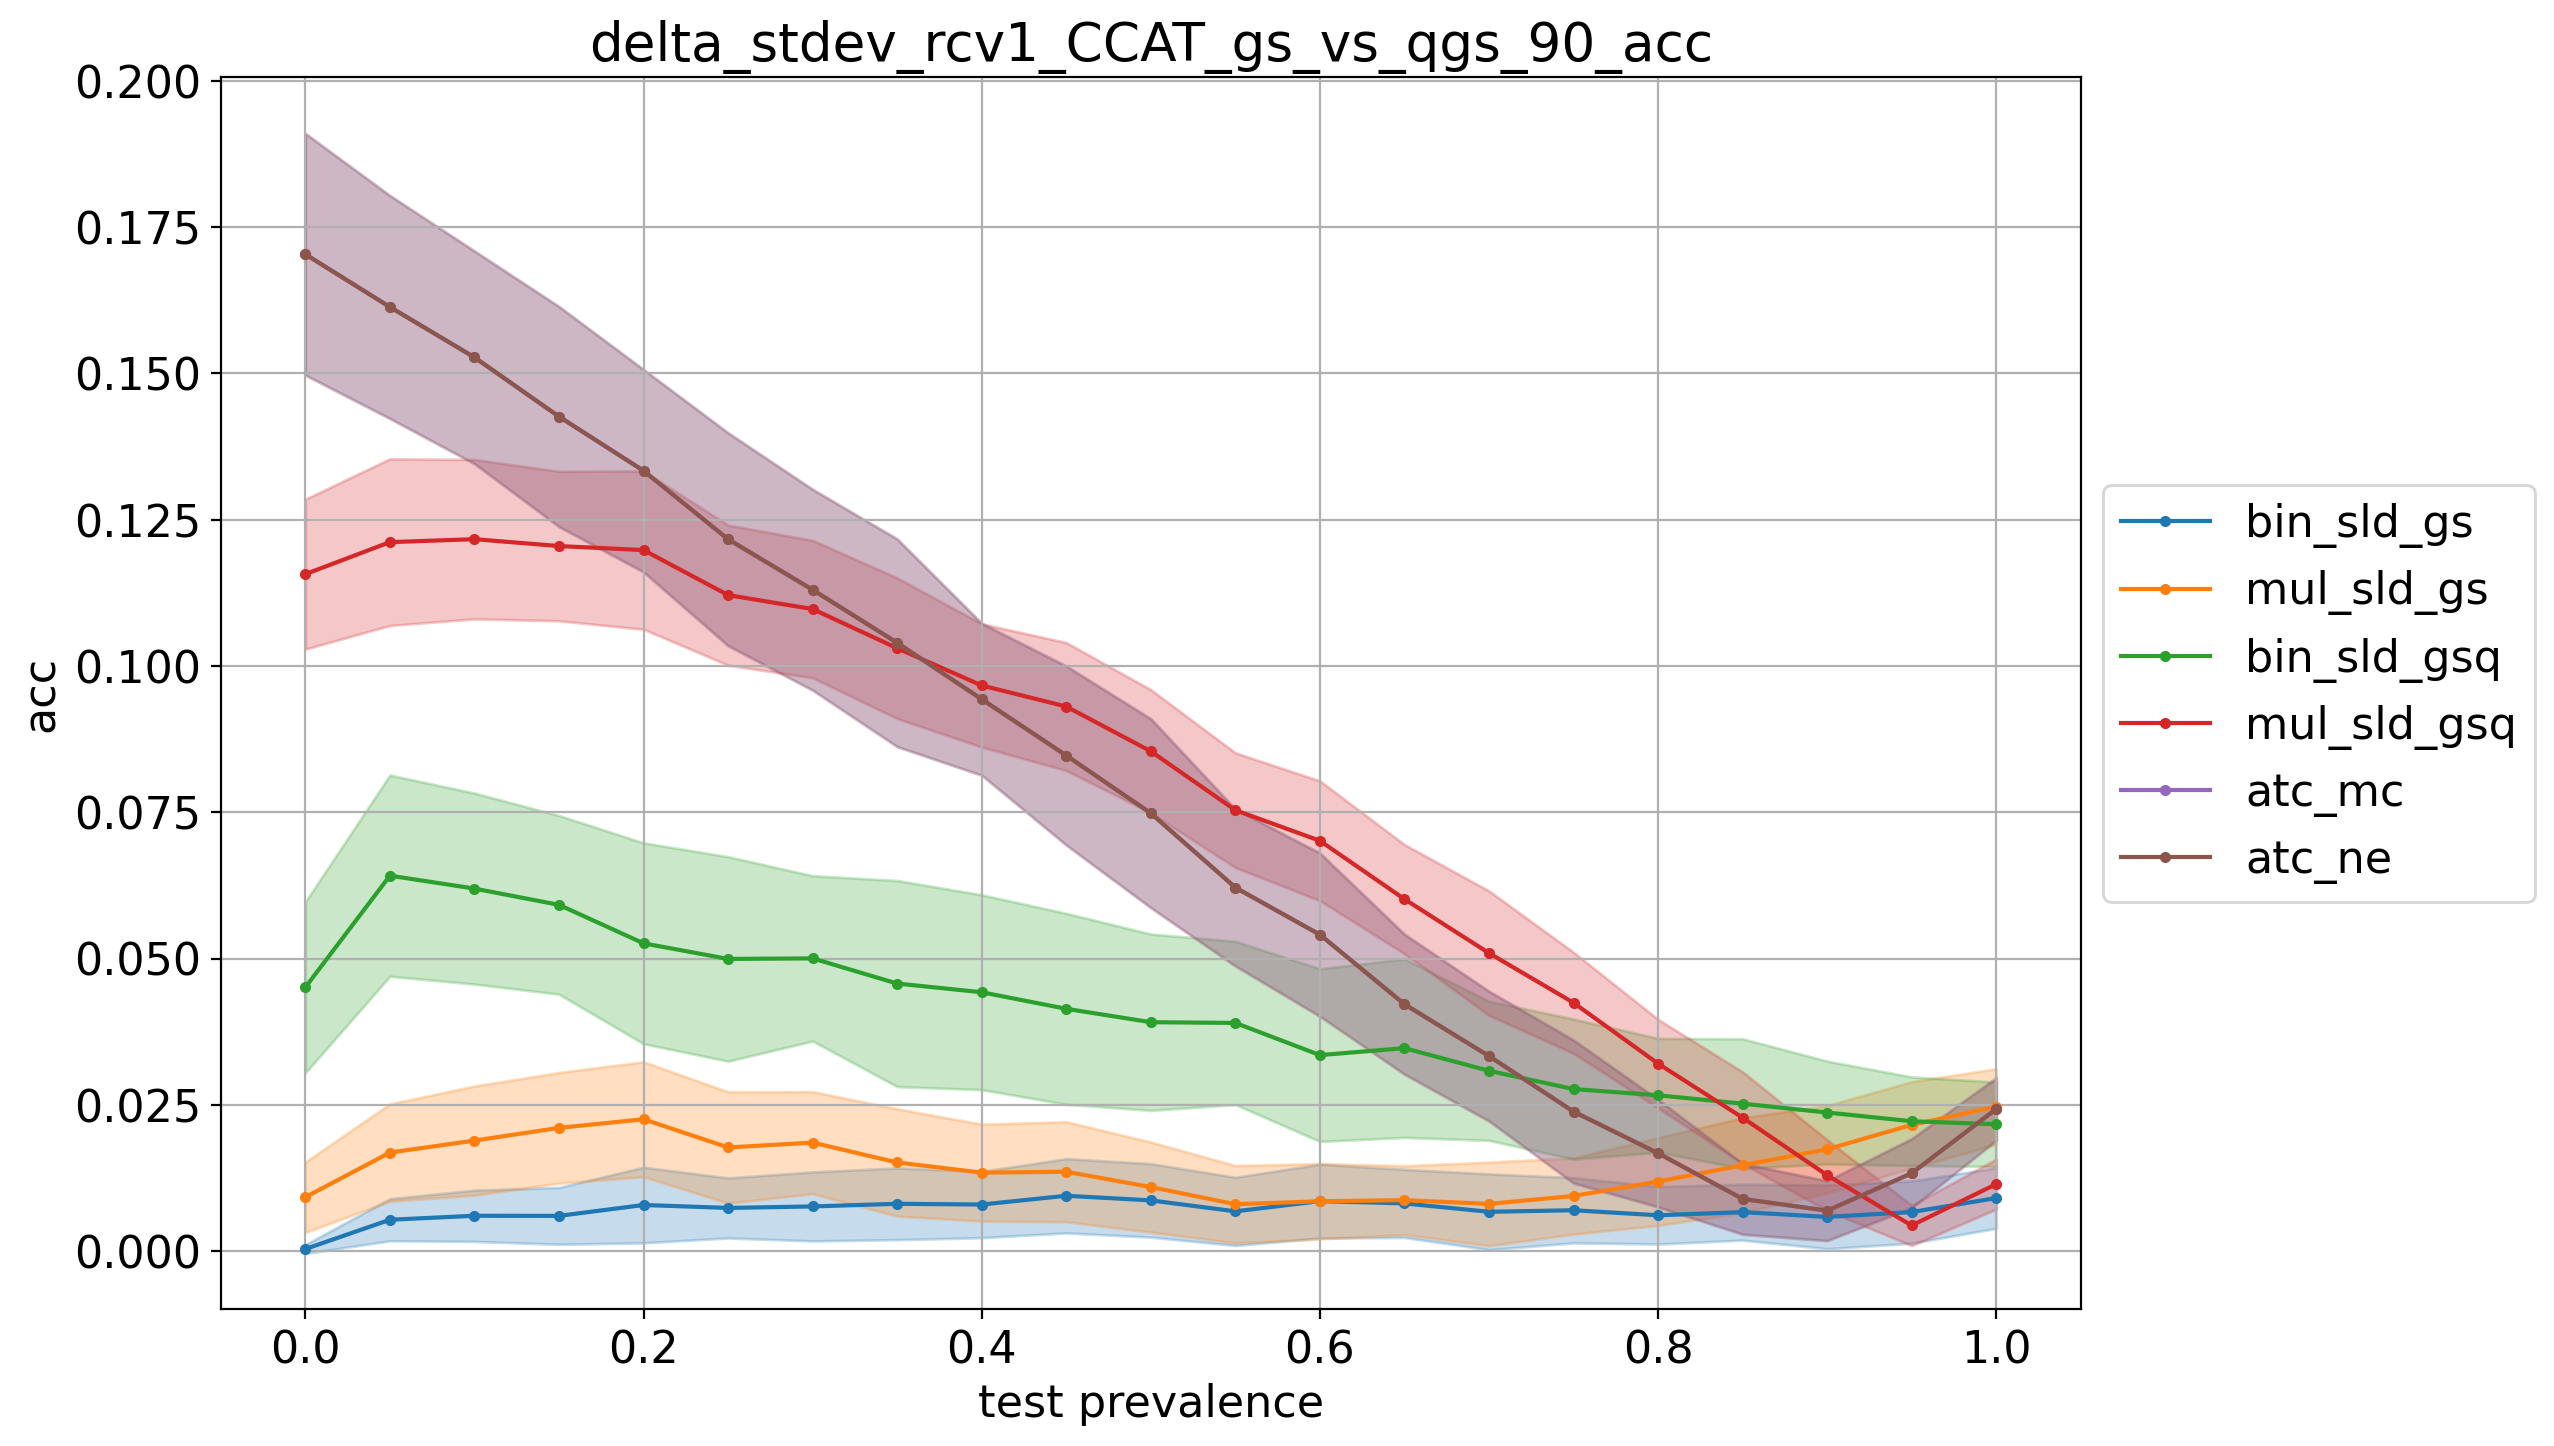 delta_stdev_rcv1_CCAT_gs_vs_qgs_90_acc
0.200
0.175
0.150
0.125
0.100
0.075
0.050
0.025
0.000
acc
0.0 0.2 0.4 0.6 0.8 1.0
test prevalence
bin_sld_gs
mul_sld_gs
bin_sld_gsq
mul_sld_gsq
atc_mc
atc_ne